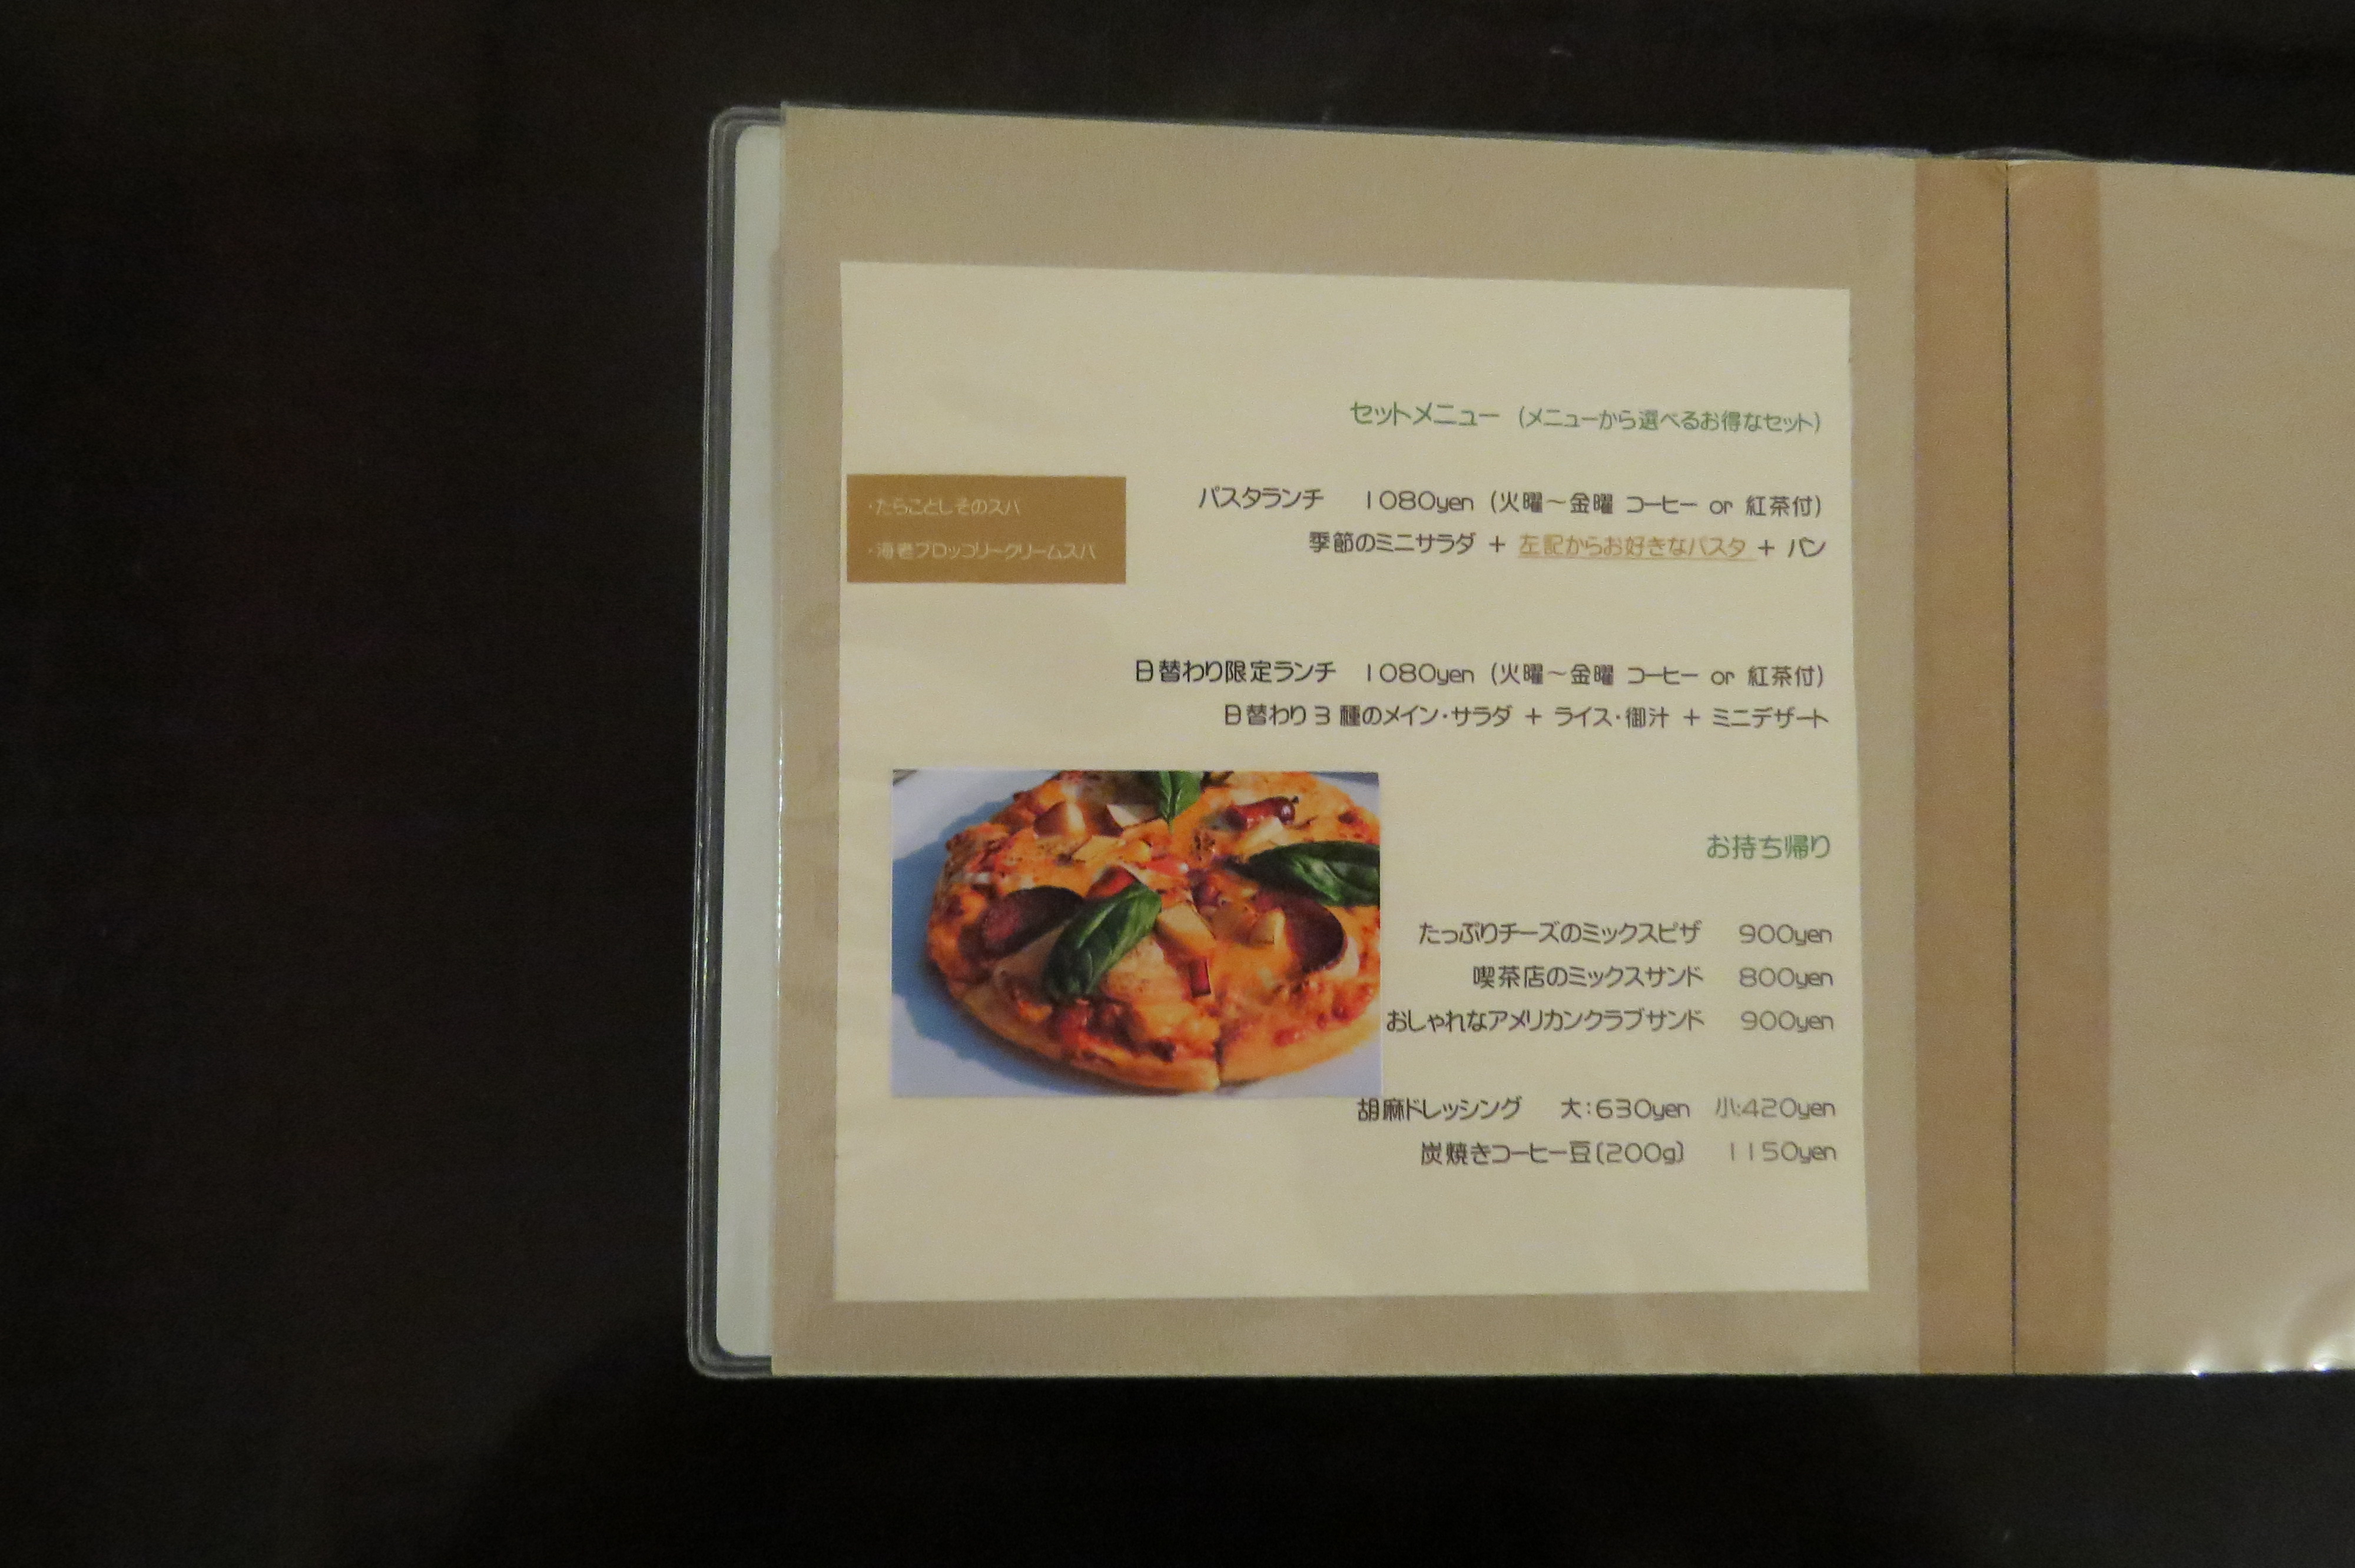 セットメニュー (メニューから選べるお得なセット)
・たらことしそのスパ
・海老ブロッコリークリームスパ
パスタランチ 1080yen (火曜～金曜 コーヒー or 紅茶付)
季節のミニサラダ + 左記からお好きなパスタ + パン
日替わり限定ランチ 1080yen (火曜～金曜 コーヒー or 紅茶付)
日替わり3種のメイン・サラダ + ライス・御汁 + ミニデザート
お持ち帰り
たっぷりチーズのミックスピザ 900yen
喫茶店のミックスサンド 800yen
おしゃれなアメリカンクラブサンド 900yen
胡麻ドレッシング 大:630yen 小:420yen
炭焼きコーヒー豆(200g) 1150yen